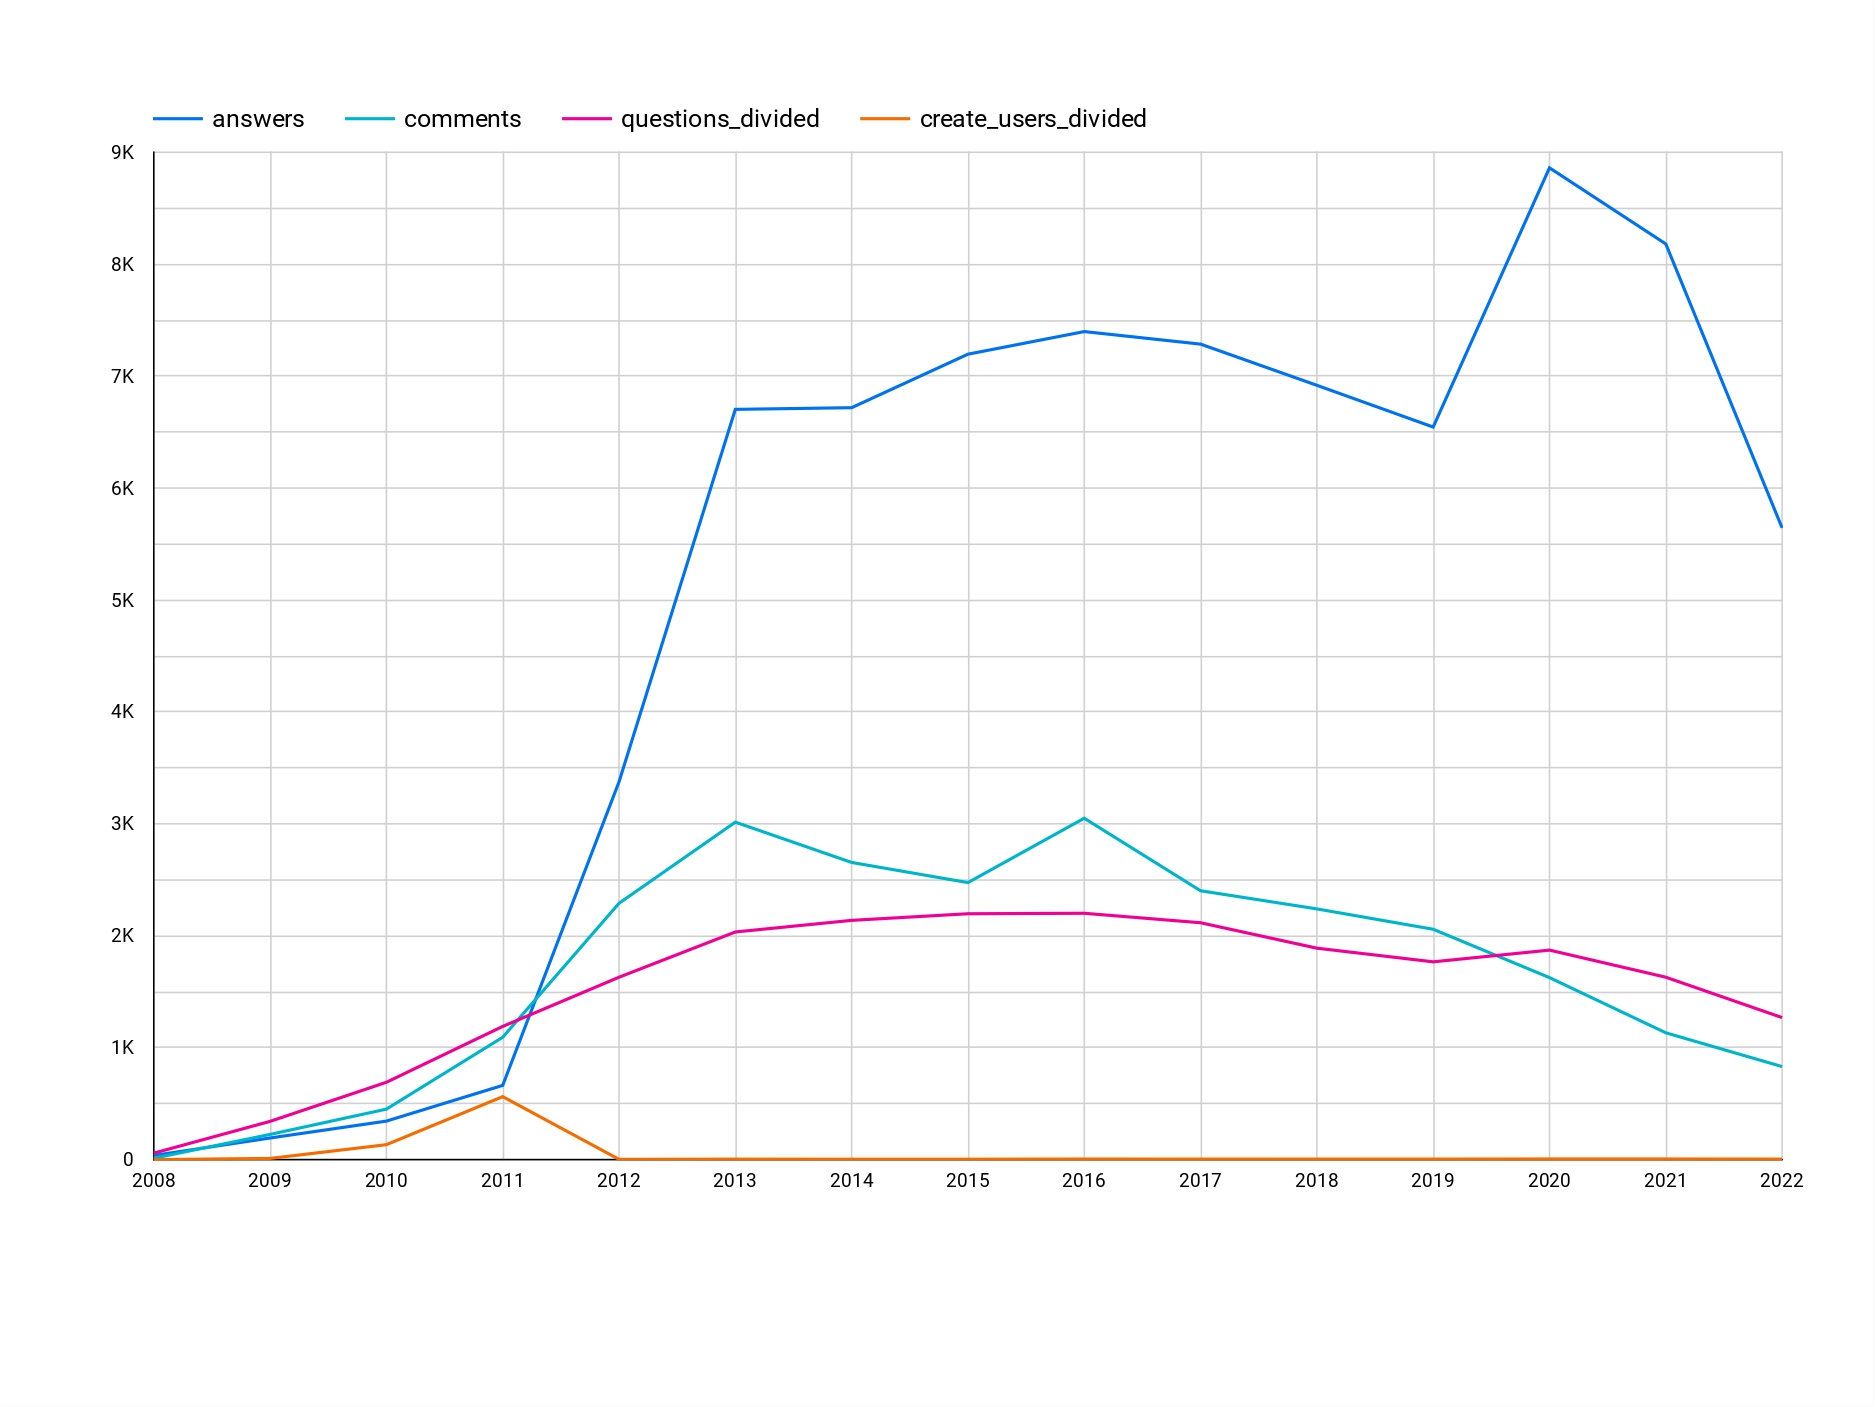 answers comments questions_divided create_users_divided
9K
8K
7K
6K
5K
4K
3K
2K
1K
0
2008 2009 2010 2011 2012 2013 2014 2015 2016 2017 2018 2019 2020 2021 2022